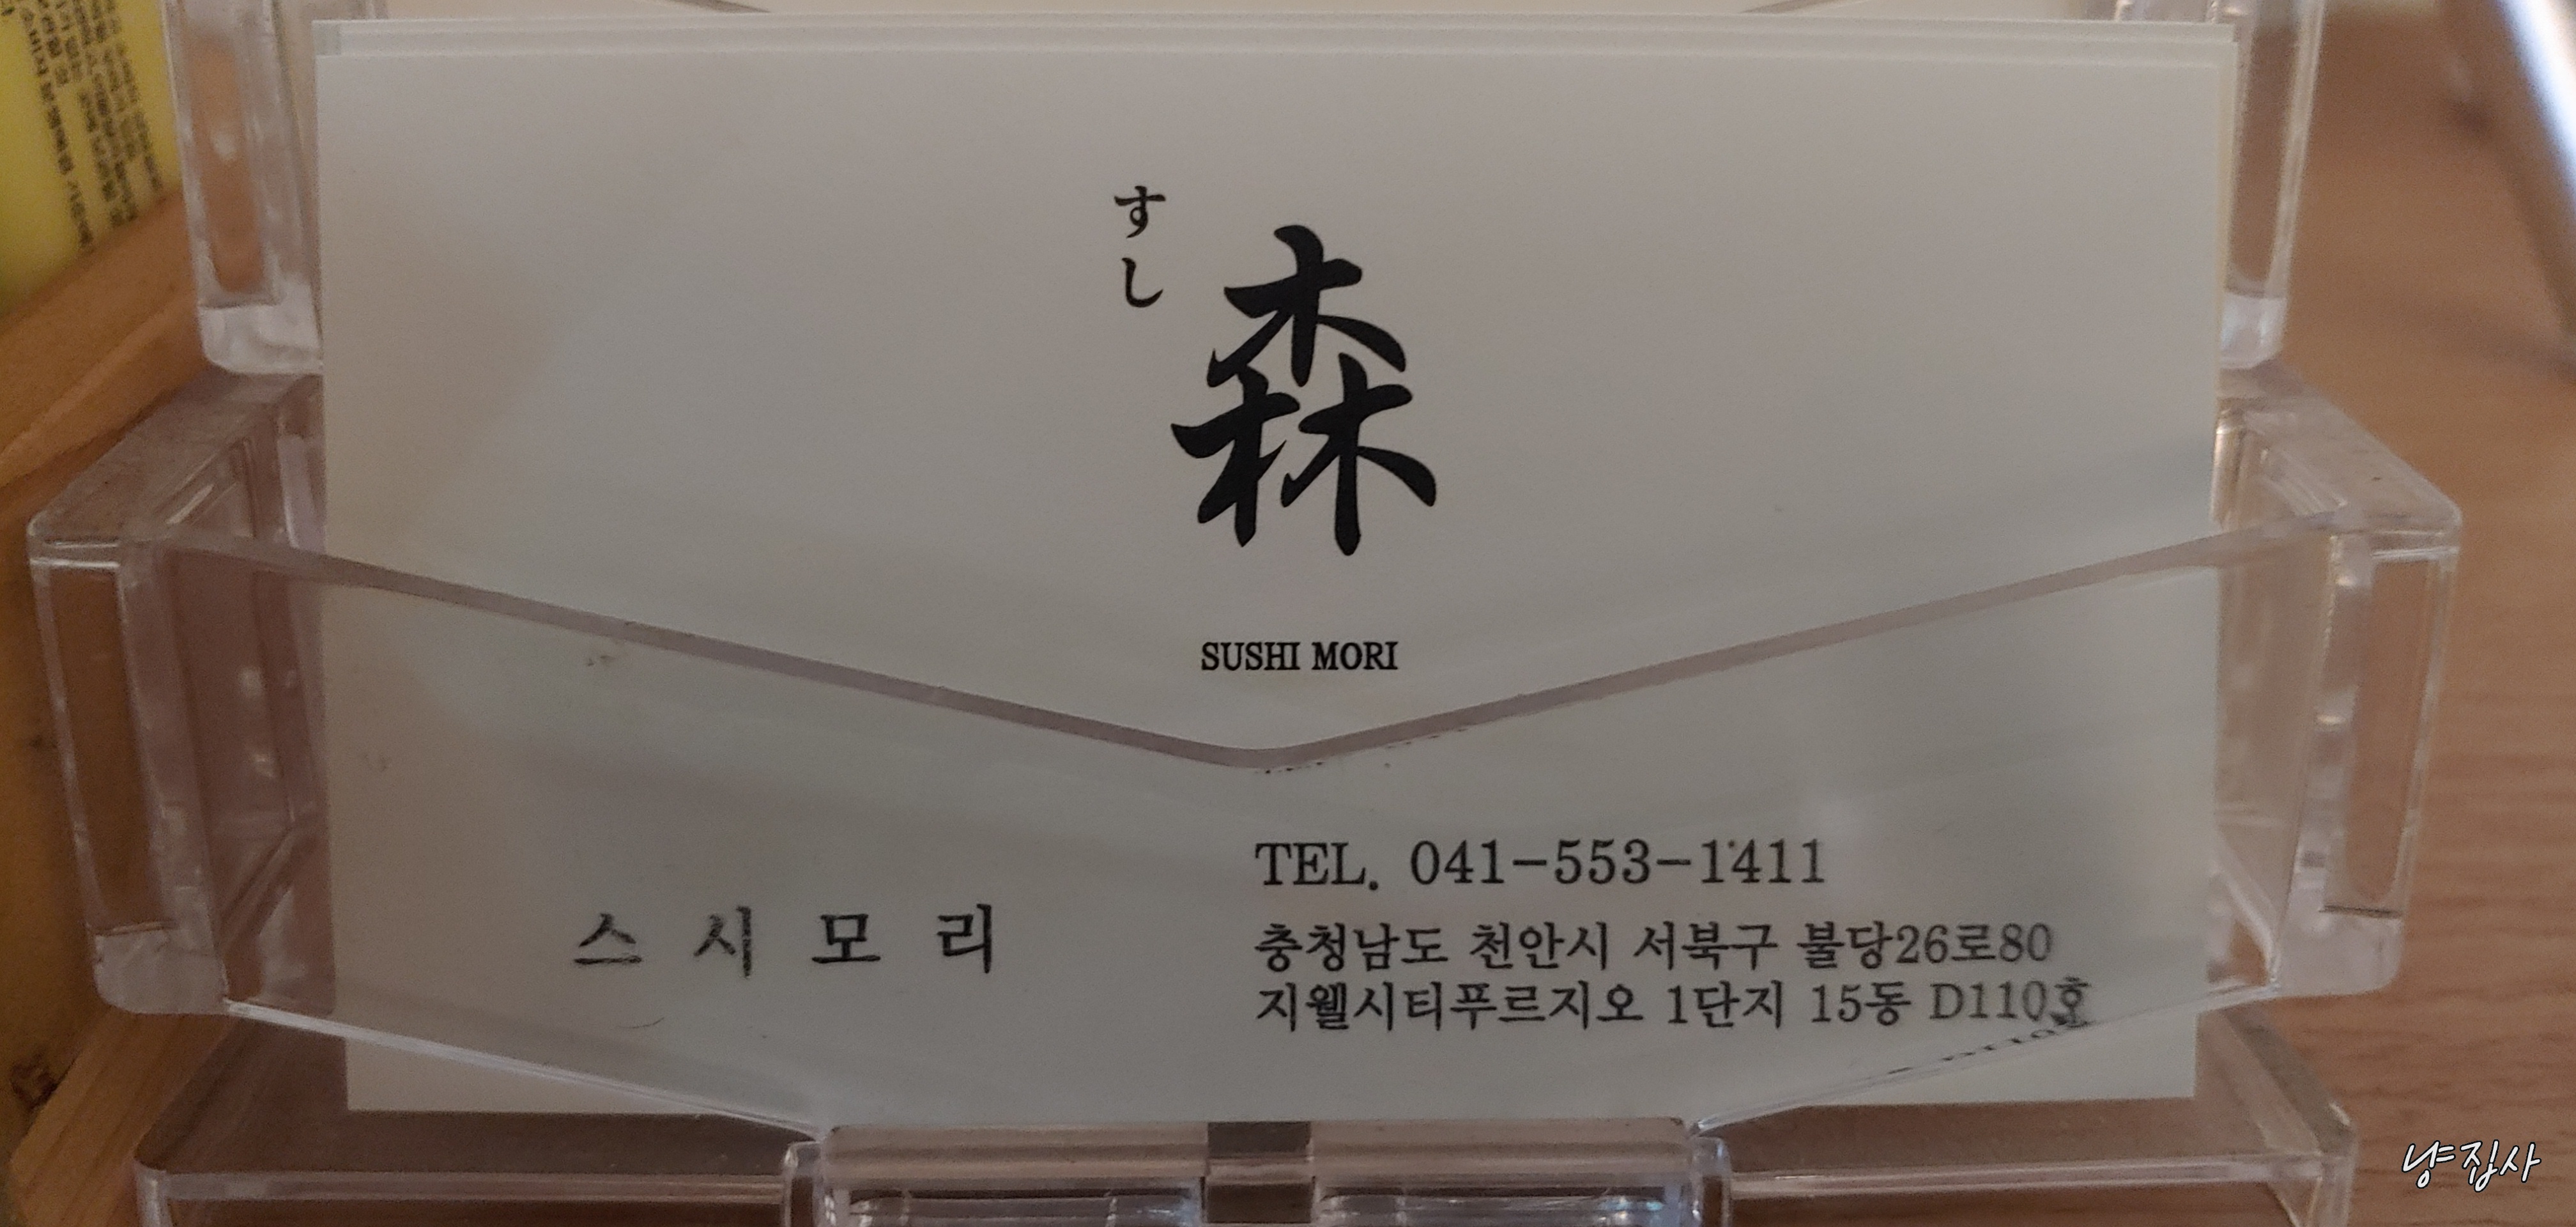 すし
森
SUSHI MORI
스시모리
TEL. 041-553-1411
충청남도 천안시 서북구 불당26로80
지웰시티푸르지오 1단지 15동 D110호
냥집사